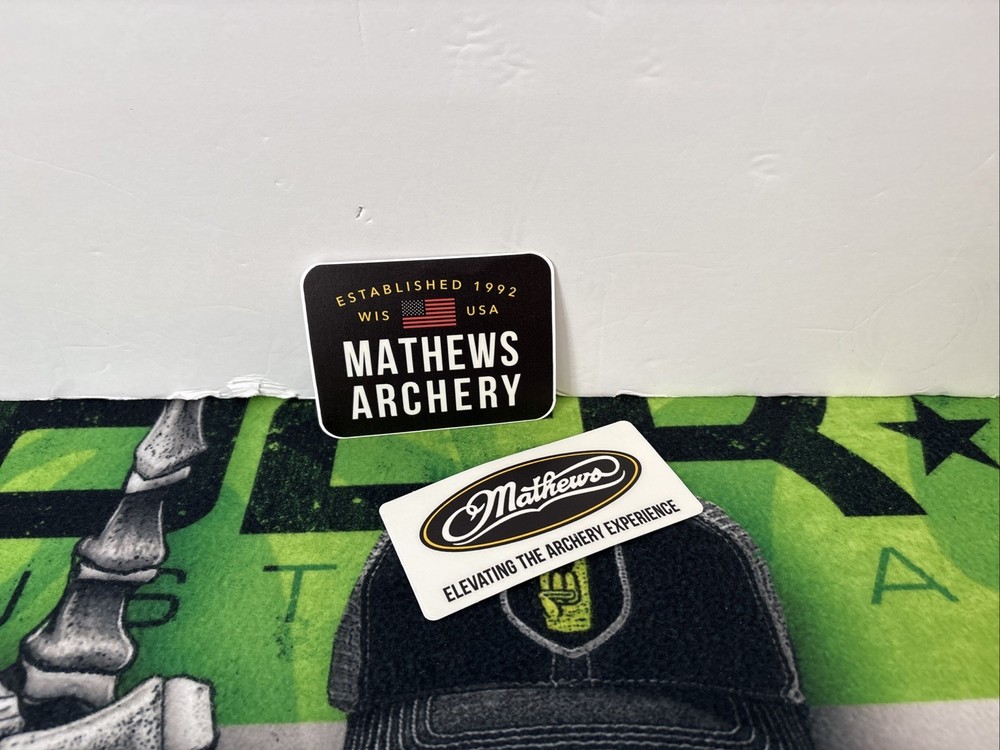 ESTABLISHED 1992
WIS USA
MATHEWS
ARCHERY
Mathews
ELEVATING THE ARCHERY EXPERIENCE